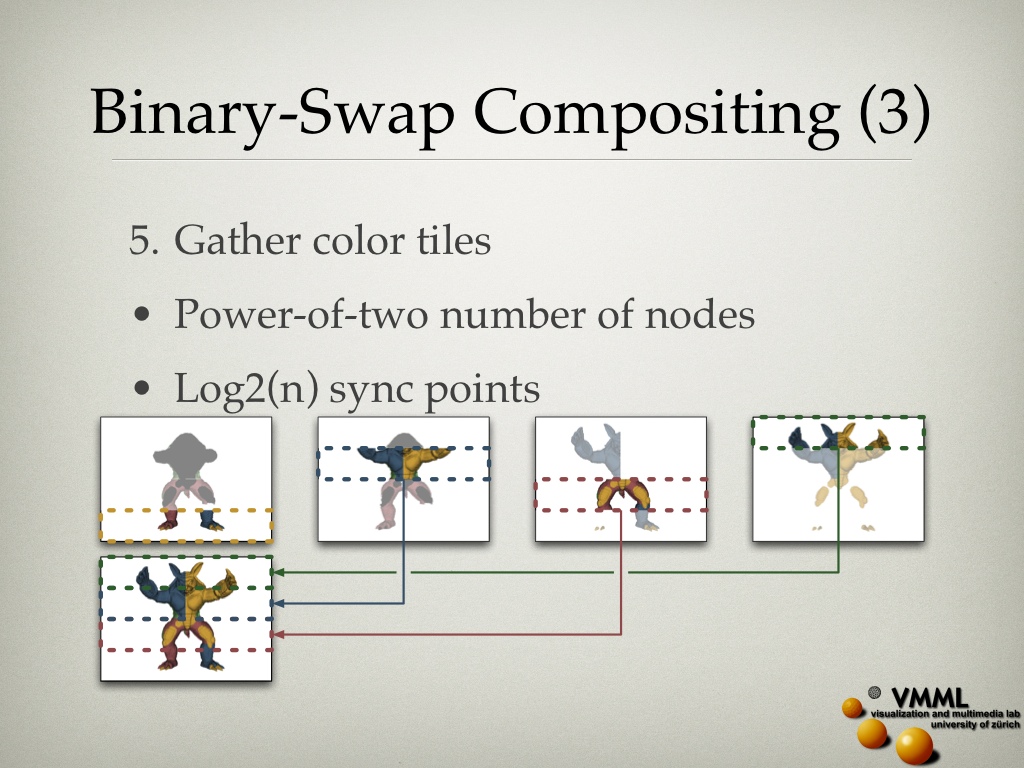 Binary-Swap Compositing (3)
5. Gather color tiles
• Power-of-two number of nodes
• Log2(n) sync points
VMML
visualization and multimedia lab
university of zürich